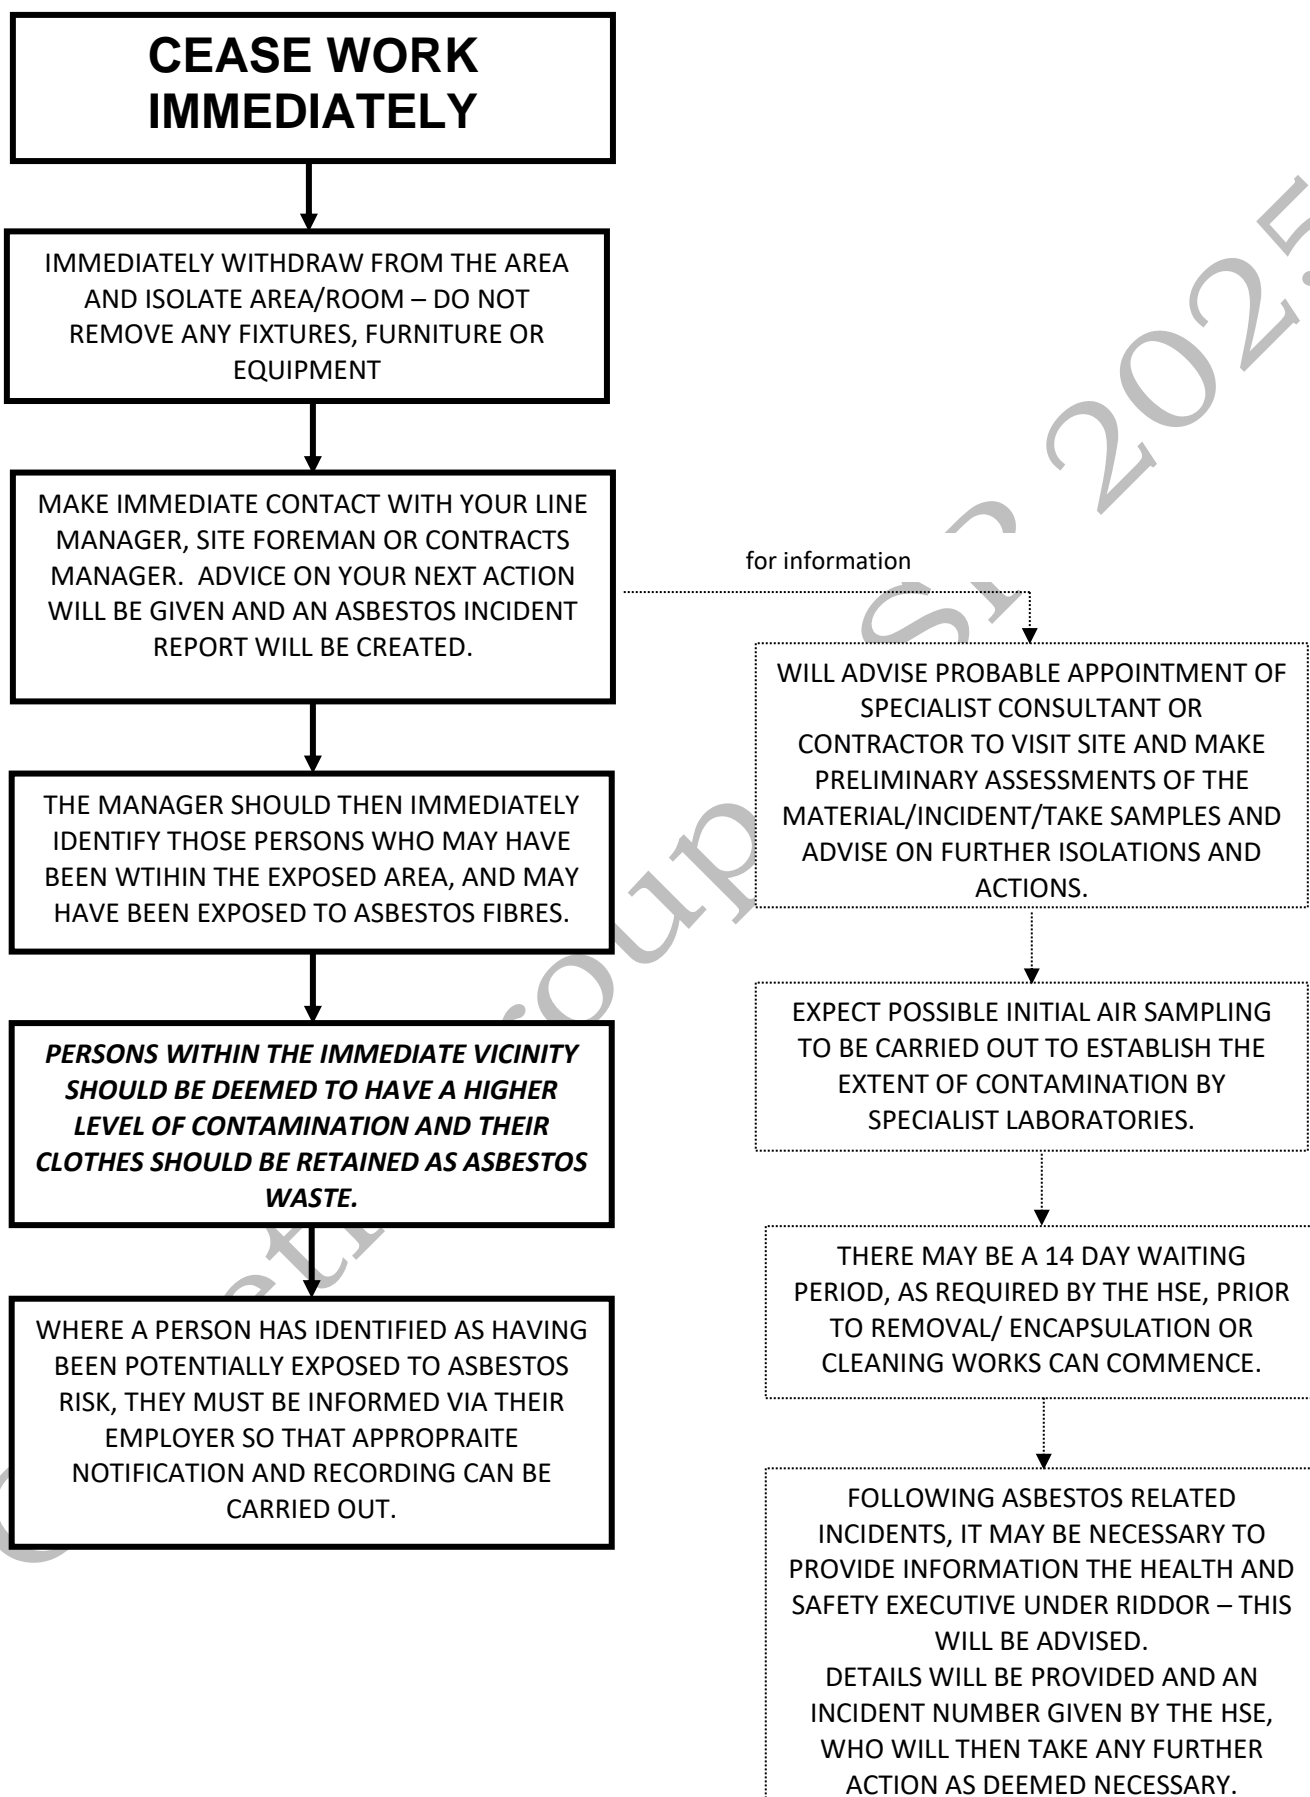 CEASE WORK
IMMEDIATELY
IMMEDIATELY WITHDRAW FROM THE AREA
AND ISOLATE AREA/ROOM – DO NOT
REMOVE ANY FIXTURES, FURNITURE OR
EQUIPMENT
MAKE IMMEDIATE CONTACT WITH YOUR LINE
MANAGER, SITE FOREMAN OR CONTRACTS
MANAGER.  ADVICE ON YOUR NEXT ACTION
WILL BE GIVEN AND AN ASBESTOS INCIDENT
REPORT WILL BE CREATED.
THE MANAGER SHOULD THEN IMMEDIATELY
IDENTIFY THOSE PERSONS WHO MAY HAVE
BEEN WTIHIN THE EXPOSED AREA, AND MAY
HAVE BEEN EXPOSED TO ASBESTOS FIBRES.
PERSONS WITHIN THE IMMEDIATE VICINITY
SHOULD BE DEEMED TO HAVE A HIGHER
LEVEL OF CONTAMINATION AND THEIR
CLOTHES SHOULD BE RETAINED AS ASBESTOS
WASTE.
WHERE A PERSON HAS IDENTIFIED AS HAVING
BEEN POTENTIALLY EXPOSED TO ASBESTOS
RISK, THEY MUST BE INFORMED VIA THEIR
EMPLOYER SO THAT APPROPRAITE
NOTIFICATION AND RECORDING CAN BE
CARRIED OUT.
for information
WILL ADVISE PROBABLE APPOINTMENT OF
SPECIALIST CONSULTANT OR
CONTRACTOR TO VISIT SITE AND MAKE
PRELIMINARY ASSESSMENTS OF THE
MATERIAL/INCIDENT/TAKE SAMPLES AND
ADVISE ON FURTHER ISOLATIONS AND
ACTIONS.
EXPECT POSSIBLE INITIAL AIR SAMPLING
TO BE CARRIED OUT TO ESTABLISH THE
EXTENT OF CONTAMINATION BY
SPECIALIST LABORATORIES.
THERE MAY BE A 14 DAY WAITING
PERIOD, AS REQUIRED BY THE HSE, PRIOR
TO REMOVAL/ ENCAPSULATION OR
CLEANING WORKS CAN COMMENCE.
FOLLOWING ASBESTOS RELATED
INCIDENTS, IT MAY BE NECESSARY TO
PROVIDE INFORMATION THE HEALTH AND
SAFETY EXECUTIVE UNDER RIDDOR – THIS
WILL BE ADVISED.
DETAILS WILL BE PROVIDED AND AN
INCIDENT NUMBER GIVEN BY THE HSE,
WHO WILL THEN TAKE ANY FURTHER
ACTION AS DEEMED NECESSARY.
2025